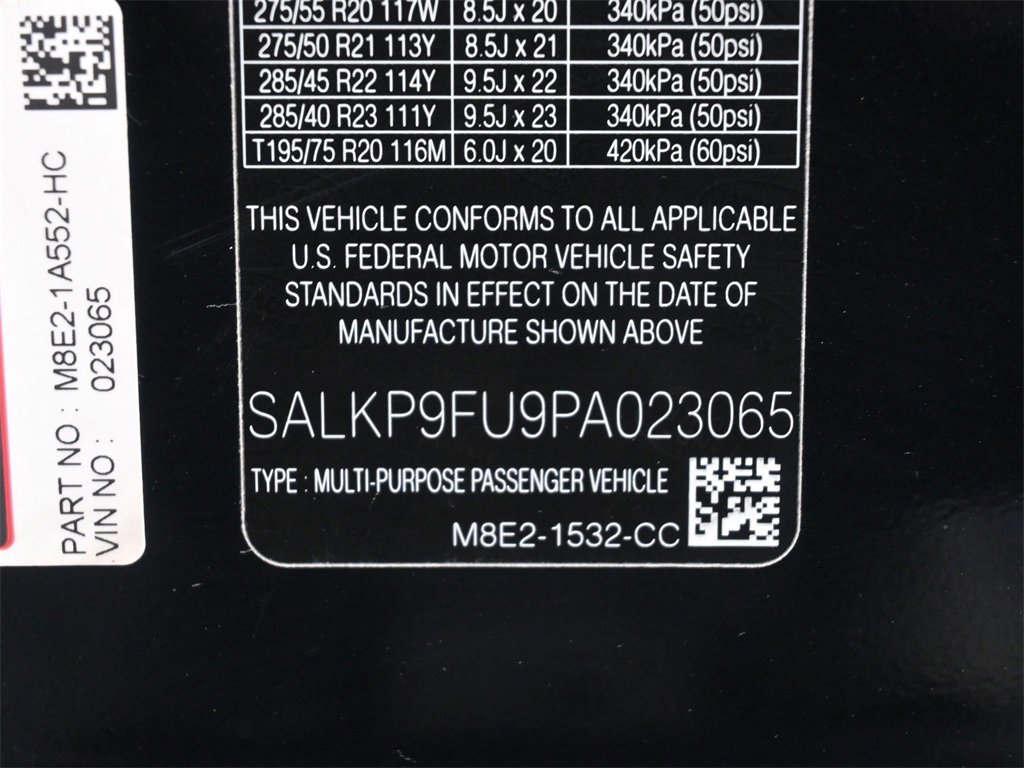 275/55 R20 117W 8.5J x 20 340kPa (50psi)
275/50 R21 113Y 8.5J x 21 340kPa (50psi)
285/45 R22 114Y 9.5J x 22 340kPa (50psi)
285/40 R23 111Y 9.5J x 23 340kPa (50psi)
T195/75 R20 116M 6.0J x 20 420kPa (60psi)
THIS VEHICLE CONFORMS TO ALL APPLICABLE
U.S. FEDERAL MOTOR VEHICLE SAFETY
STANDARDS IN EFFECT ON THE DATE OF
MANUFACTURE SHOWN ABOVE
SALKP9FU9PA023065
TYPE : MULTI-PURPOSE PASSENGER VEHICLE
M8E2-1532-CC
PART NO : M8E2-1A552-HC
VIN NO : 023065